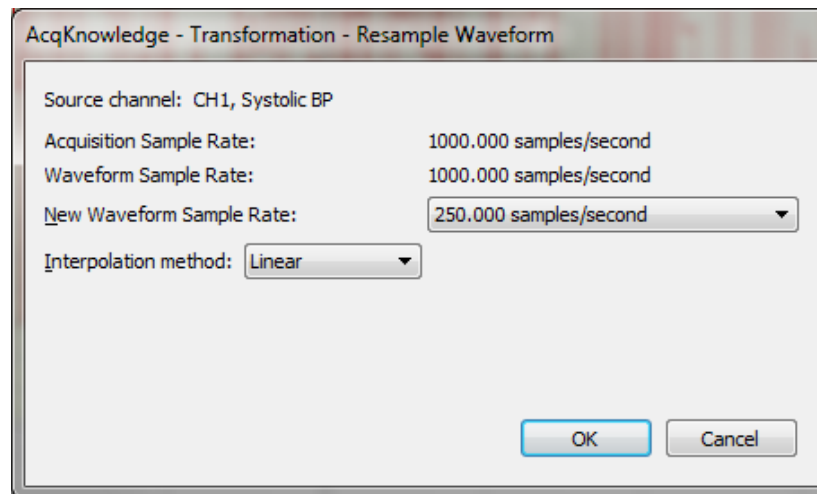 AcqKnowledge - Transformation - Resample Waveform
Source channel: CH1, Systolic BP
Acquisition Sample Rate: 1000.000 samples/second
Waveform Sample Rate: 1000.000 samples/second
New Waveform Sample Rate: 250.000 samples/second
Interpolation method: Linear
OK Cancel